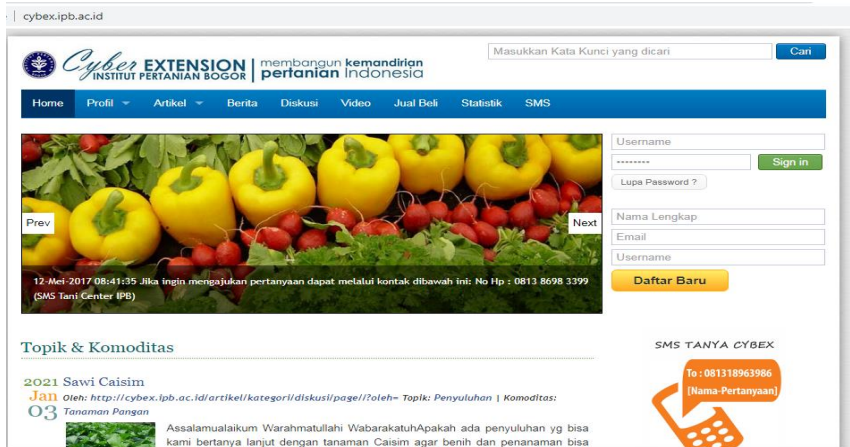 cybex.ipb.ac.id
Masukkan Kata Kunci yang dicari
Cari
Cyber EXTENSION
INSTITUT PERTANIAN BOGOR
membangun kemandirian
pertanian Indonesia
Home Profil Artikel Berita Diskusi Video Jual Beli Statistik SMS
Username
--------
Sign in
Lupa Password ?
Prev
Next
Nama Lengkap
Email
Username
Daftar Baru
12-Mei-2017 08:41:35 Jika ingin mengajukan pertanyaan dapat melalui kontak dibawah ini: No Hp : 0813 8698 3399
(SMS Tani Center IPB)
Topik & Komoditas
2021 Sawi Caisim
Jan Oleh: http://cybex.ipb.ac.id/artikel/kategori/diskusi/page//?oleh= Topik: Penyuluhan | Komoditas:
03 Tanaman Pangan
Assalamualaikum Warahmatullahi WabarakatuhApakah ada penyuluhan yg bisa
kami bertanya lanjut dengan tanaman Caisim agar benih dan penanaman bisa
SMS TANYA CYBEX
To : 081318963986
[Nama-Pertanyaan]